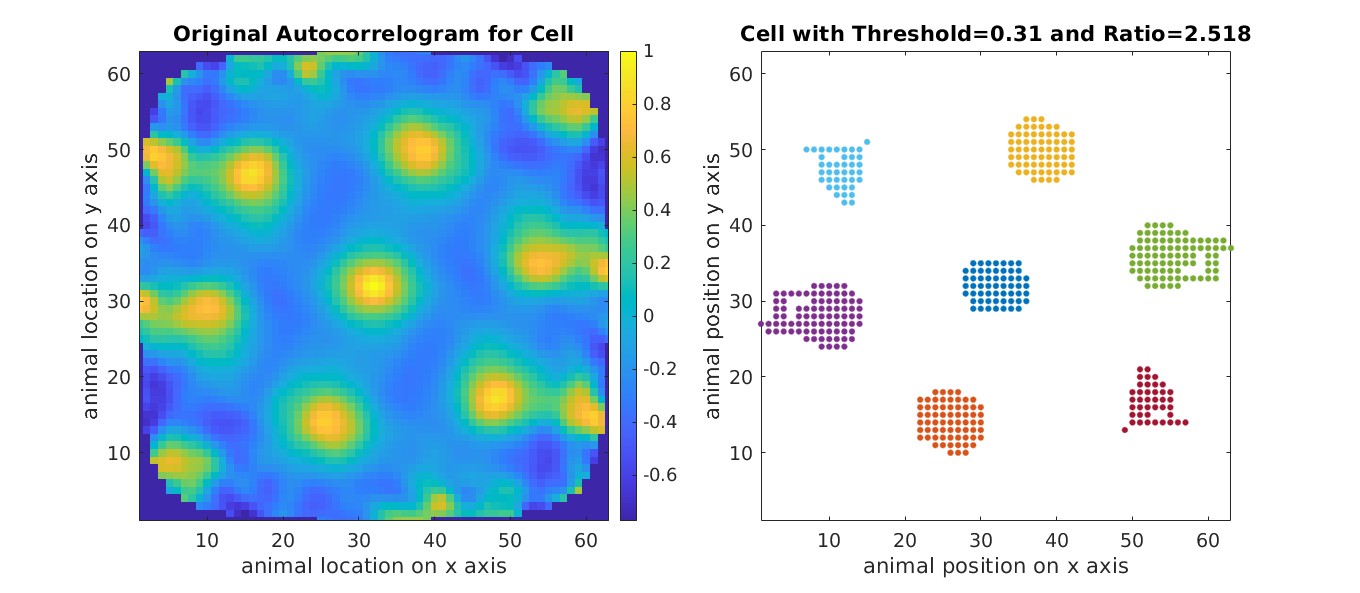 Original Autocorrelogram for Cell
60
50
40
30
20
10
10 20 30 40 50 60
animal location on x axis
animal location on y axis
1
0.8
0.6
0.4
0.2
0
-0.2
-0.4
-0.6
Cell with Threshold=0.31 and Ratio=2.518
60
50
40
30
20
10
10 20 30 40 50 60
animal position on x axis
animal position on y axis